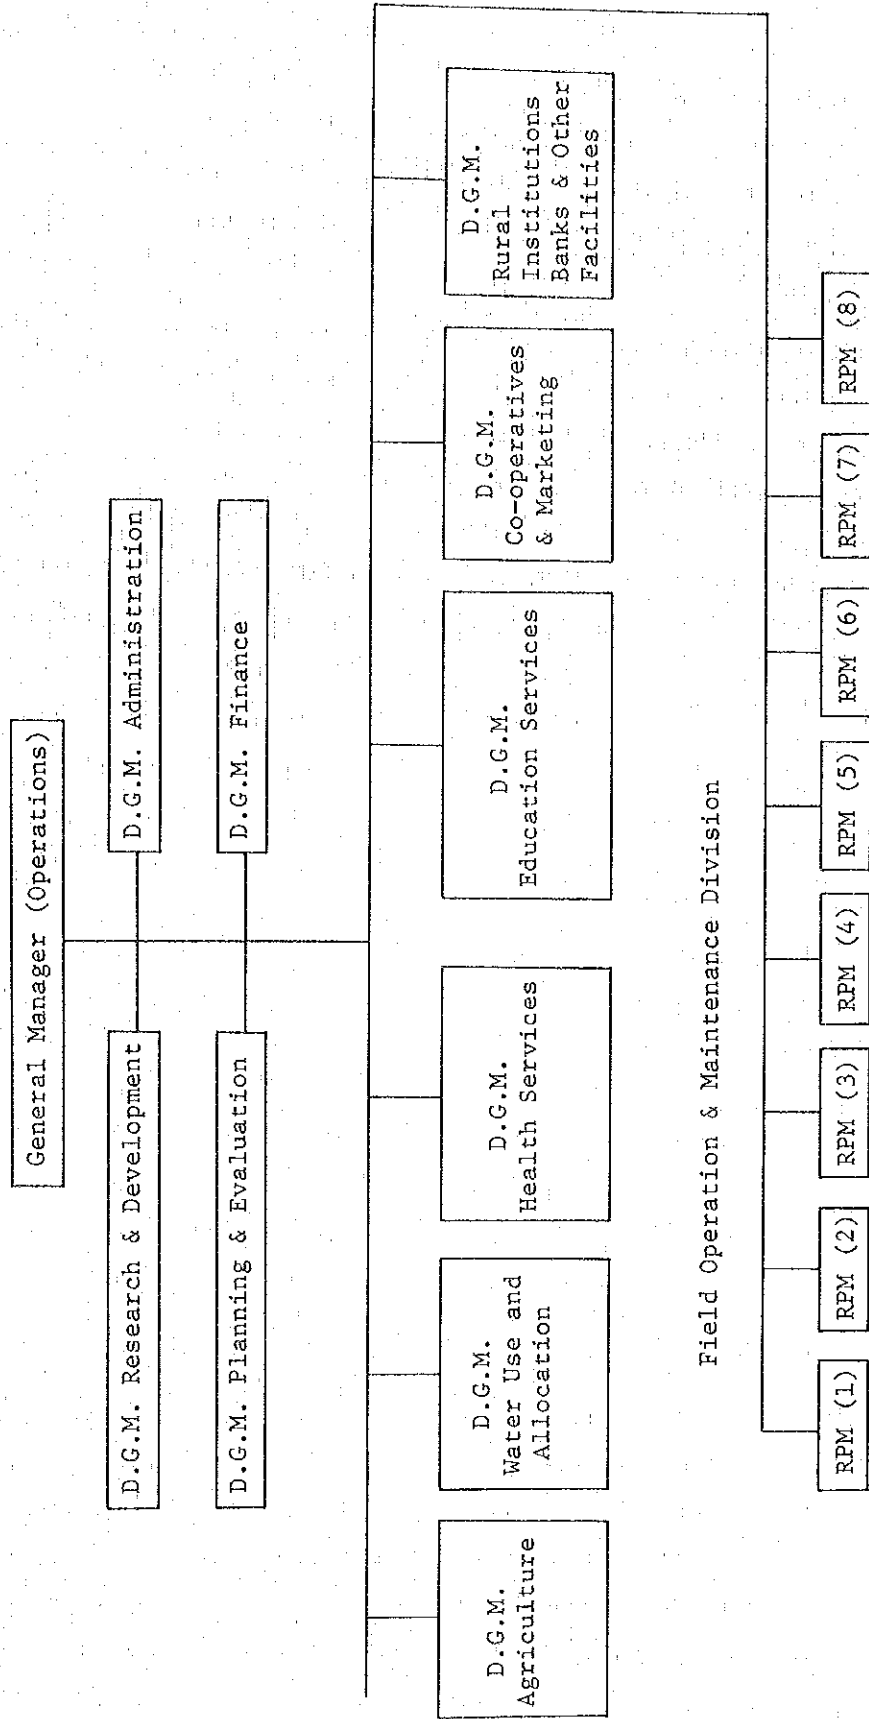 General Manager (Operations)
D.G.M. Research & Development
D.G.M. Administration
D.G.M. Planning & Evaluation
D.G.M. Finance
D.G.M.
Agriculture
D.G.M.
Water Use and
Allocation
D.G.M.
Health Services
D.G.M.
Education Services
D.G.M.
Co-operatives
& Marketing
D.G.M.
Rural
Institutions
Banks & Other
Facilities
Field Operation & Maintenance Division
RPM (1)
RPM (2)
RPM (3)
RPM (4)
RPM (5)
RPM (6)
RPM (7)
RPM (8)